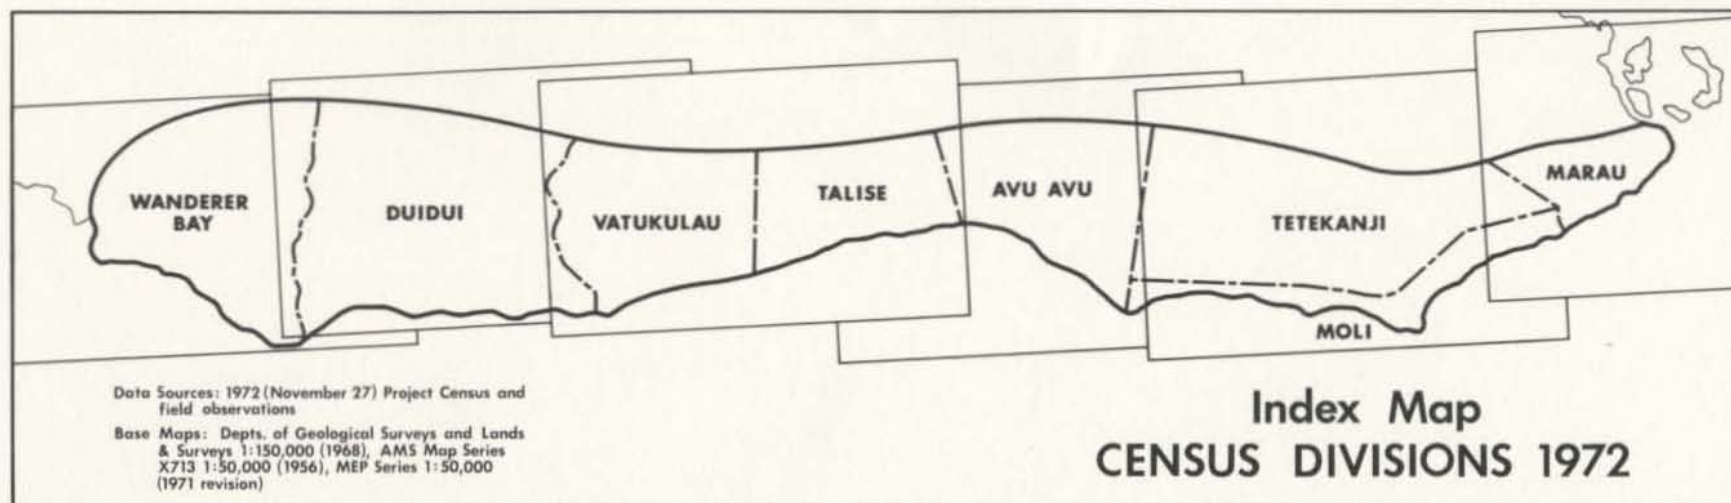 WANDERER
BAY
DUIDUI
VATUKULAU
TALISE
AVU AVU
TETEKANJI
MARAU
MOLI
Data Sources: 1972 (November 27) Project Census and
field observations
Base Maps: Depts. of Geological Surveys and Lands
& Surveys 1:150,000 (1968), AMS Map Series
X713 1:50,000 (1956), MEP Series 1:50,000
(1971 revision)
Index Map
CENSUS DIVISIONS 1972